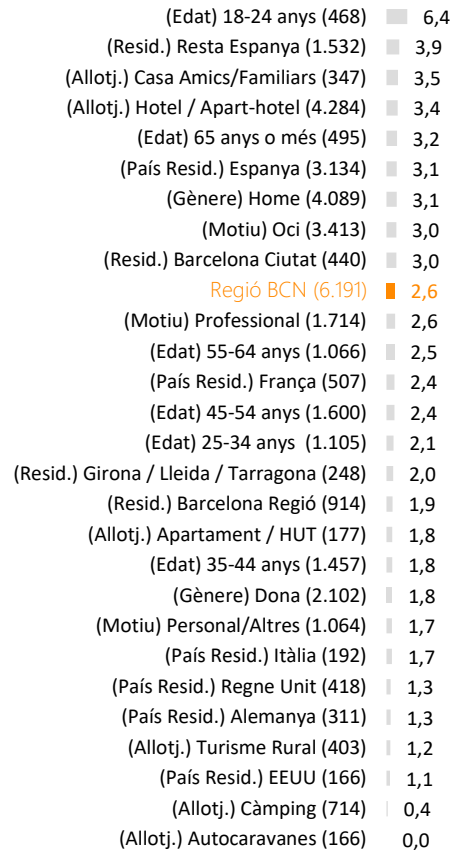 (Edat) 18-24 anys (468) 6,4
(Resid.) Resta Espanya (1.532) 3,9
(Allotj.) Casa Amics/Familiars (347) 3,5
(Allotj.) Hotel / Apart-hotel (4.284) 3,4
(Edat) 65 anys o més (495) 3,2
(País Resid.) Espanya (3.134) 3,1
(Gènere) Home (4.089) 3,1
(Motiu) Oci (3.413) 3,0
(Resid.) Barcelona Ciutat (440) 3,0
Regió BCN (6.191) 2,6
(Motiu) Professional (1.714) 2,6
(Edat) 55-64 anys (1.066) 2,5
(País Resid.) França (507) 2,4
(Edat) 45-54 anys (1.600) 2,4
(Edat) 25-34 anys (1.105) 2,1
(Resid.) Girona / Lleida / Tarragona (248) 2,0
(Resid.) Barcelona Regió (914) 1,9
(Allotj.) Apartament / HUT (177) 1,8
(Edat) 35-44 anys (1.457) 1,8
(Gènere) Dona (2.102) 1,8
(Motiu) Personal/Altres (1.064) 1,7
(País Resid.) Itàlia (192) 1,7
(País Resid.) Regne Unit (418) 1,3
(País Resid.) Alemanya (311) 1,3
(Allotj.) Turisme Rural (403) 1,2
(País Resid.) EEUU (166) 1,1
(Allotj.) Càmping (714) 0,4
(Allotj.) Autocaravanes (166) 0,0